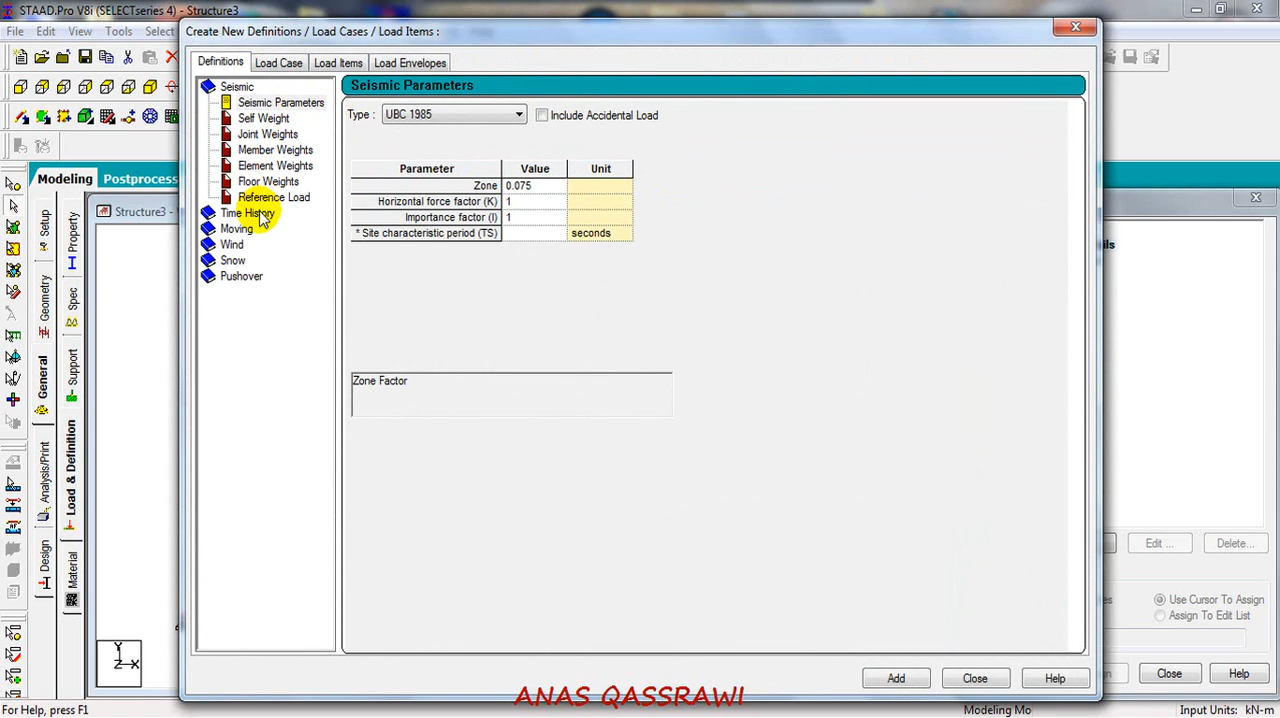 STAAD.Pro V8i (SELECTseries 4) - Structure3
File Edit View Tools Select
Create New Definitions / Load Cases / Load Items :
Definitions Load Case Load Items Load Envelopes
Seismic
Seismic Parameters
Self Weight
Joint Weights
Member Weights
Element Weights
Floor Weights
Reference Load
Time History
Moving
Wind
Snow
Pushover
Seismic Parameters
Type : UBC 1985 Include Accidental Load
Parameter Value Unit
Zone 0.075
Horizontal force factor (K) 1
Importance factor (I) 1
* Site characteristic period (TS) seconds
Zone Factor
Add Close Help
Modeling Postprocess
Structure3 -
Setup
Geometry
General
Analysis/Print
Design
Property
Spec
Support
Load & Definition
Material
Y
Z X
ils
Edit ... Delete...
es Use Cursor To Assign
Assign To Edit List
n Close Help
ANAS QASSRAWI
For Help, press F1 Modeling Mo Input Units: kN-m